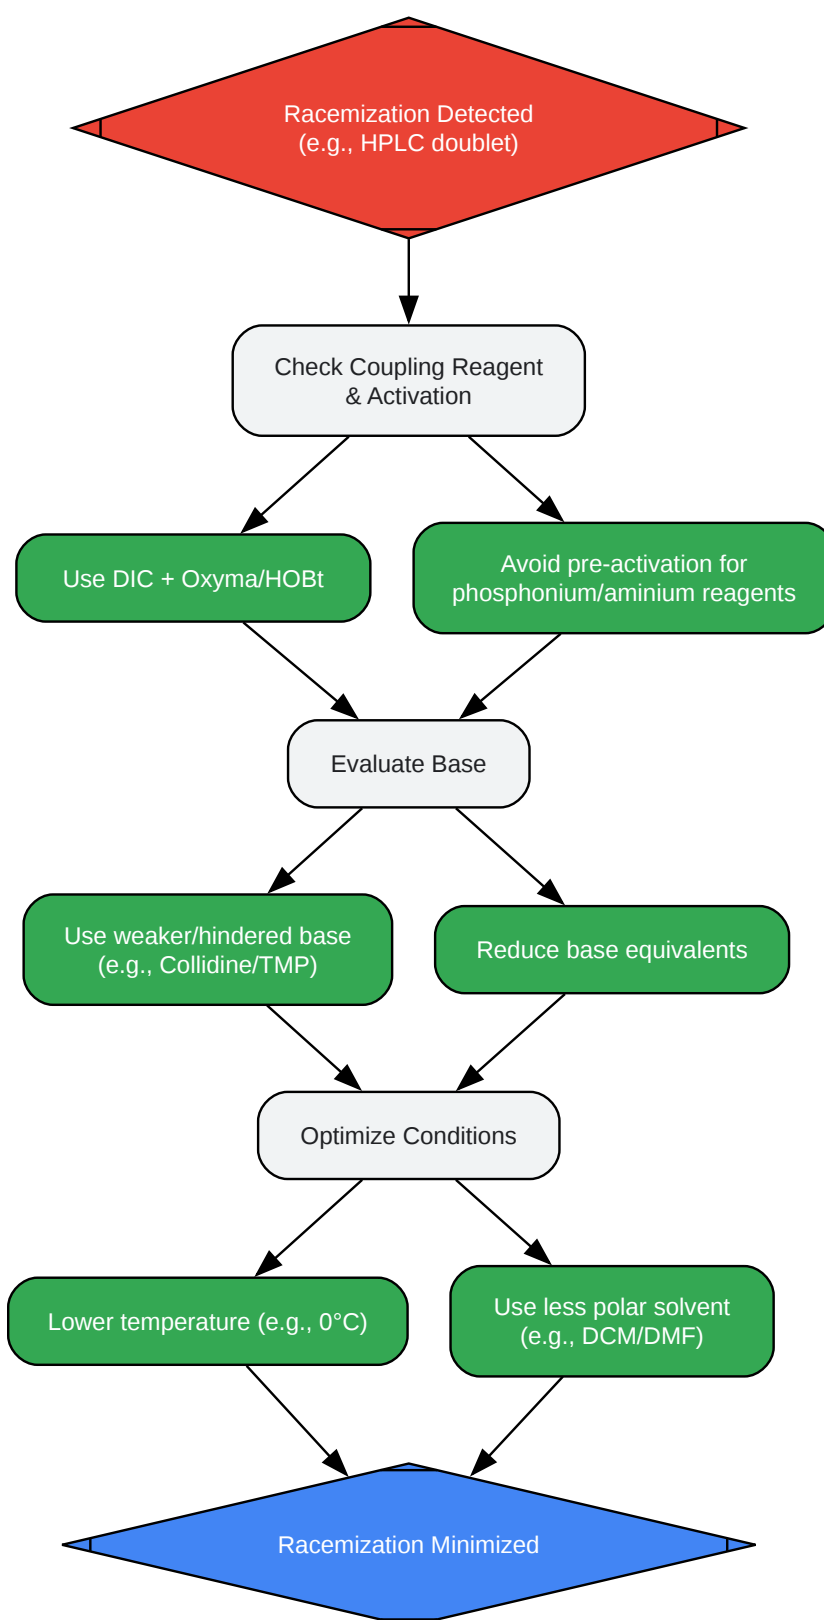 Racemization Detected
(e.g., HPLC doublet)
Check Coupling Reagent
& Activation
Use DIC + Oxyma/HOBt
Avoid pre-activation for
phosphonium/aminium reagents
Evaluate Base
Use weaker/hindered base
(e.g., Collidine/TMP)
Reduce base equivalents
Optimize Conditions
Lower temperature (e.g., 0°C)
Use less polar solvent
(e.g., DCM/DMF)
Racemization Minimized